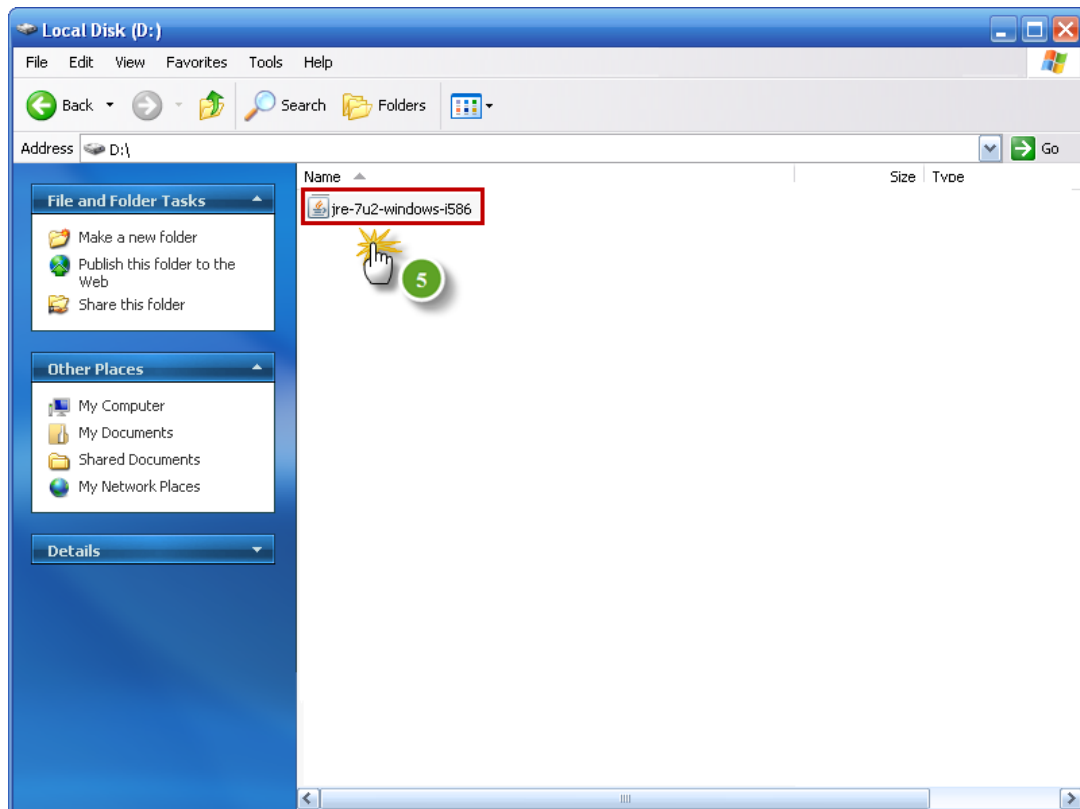 Local Disk (D:)
File Edit View Favorites Tools Help
Back Search Folders
Address D:\ Go
Name Size Type
File and Folder Tasks
Make a new folder
Publish this folder to the
Web
Share this folder
jre-7u2-windows-i586
5
Other Places
My Computer
My Documents
Shared Documents
My Network Places
Details